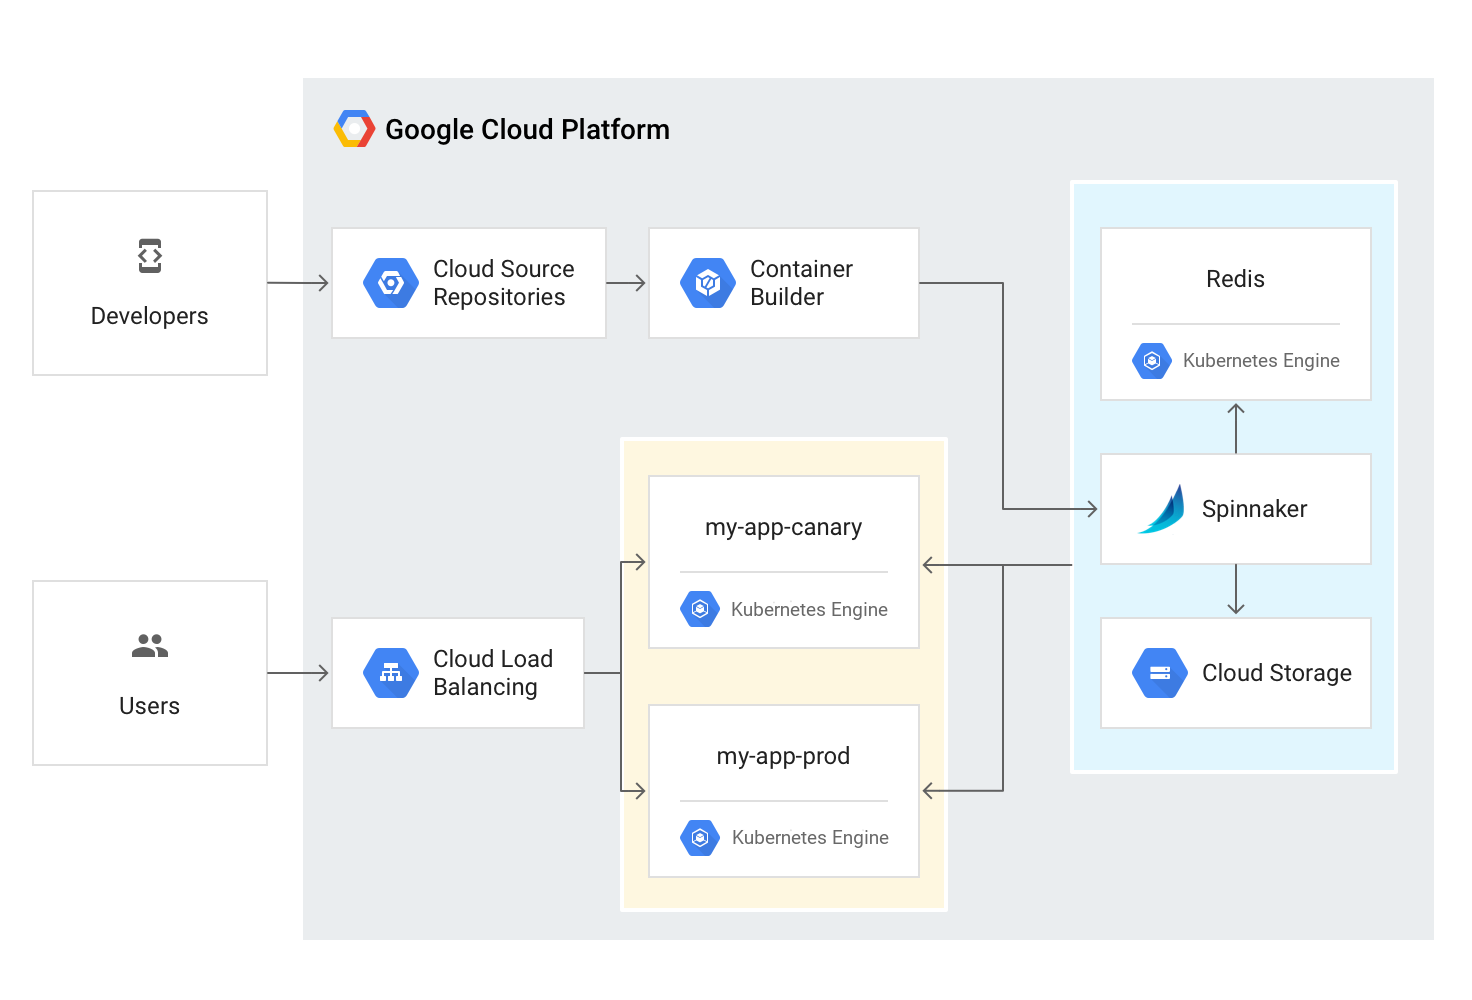 Google Cloud Platform
Developers
Cloud Source
Repositories
Container
Builder
Redis
Kubernetes Engine
Spinnaker
Cloud Storage
Users
Cloud Load
Balancing
my-app-canary
Kubernetes Engine
my-app-prod
Kubernetes Engine